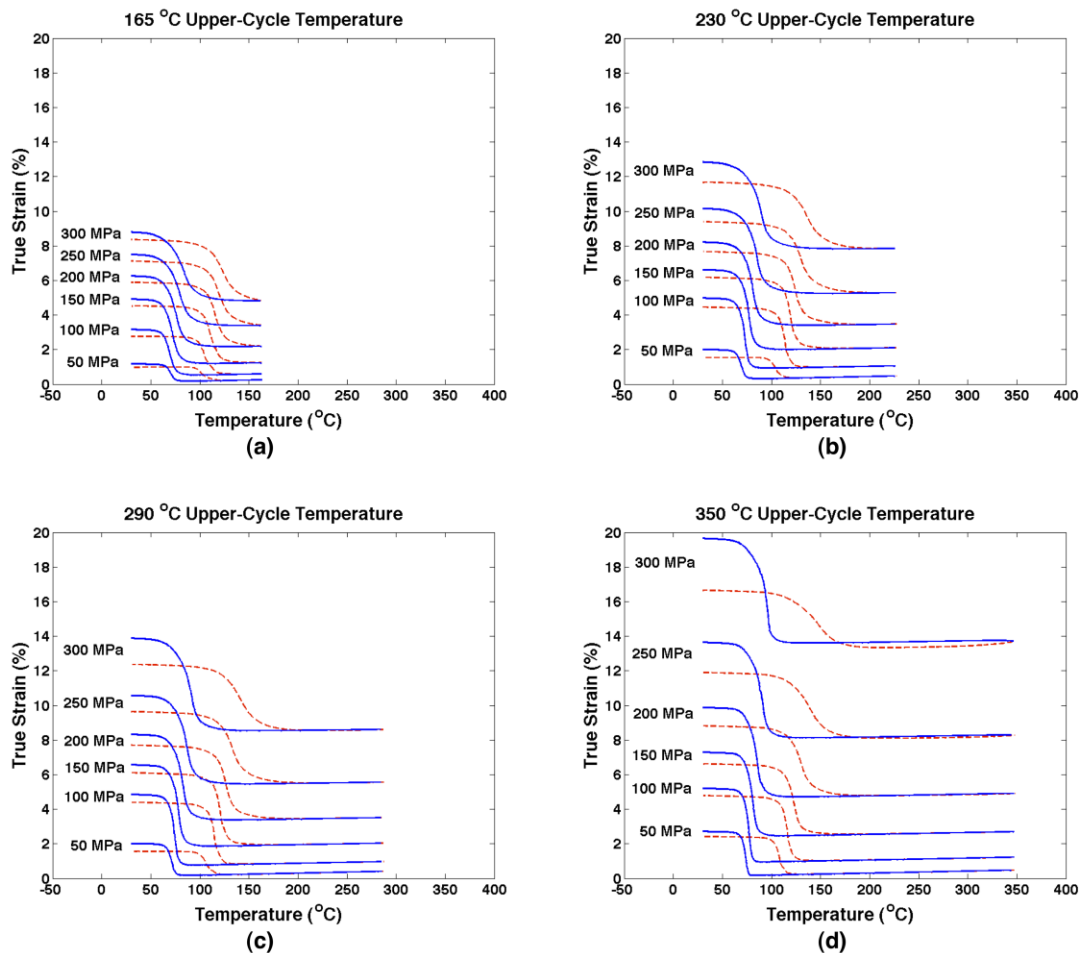 165 °C Upper-Cycle Temperature
20
18
16
14
12
10
8
6
4
2
0
True Strain (%)
300 MPa
250 MPa
200 MPa
150 MPa
100 MPa
50 MPa
-50 0 50 100 150 200 250 300 350 400
Temperature (°C)
(a)
230 °C Upper-Cycle Temperature
20
18
16
14
12
10
8
6
4
2
0
True Strain (%)
300 MPa
250 MPa
200 MPa
150 MPa
100 MPa
50 MPa
-50 0 50 100 150 200 250 300 350 400
Temperature (°C)
(b)
290 °C Upper-Cycle Temperature
20
18
16
14
12
10
8
6
4
2
0
True Strain (%)
300 MPa
250 MPa
200 MPa
150 MPa
100 MPa
50 MPa
-50 0 50 100 150 200 250 300 350 400
Temperature (°C)
(c)
350 °C Upper-Cycle Temperature
20
18
16
14
12
10
8
6
4
2
0
True Strain (%)
300 MPa
250 MPa
200 MPa
150 MPa
100 MPa
50 MPa
-50 0 50 100 150 200 250 300 350 400
Temperature (°C)
(d)